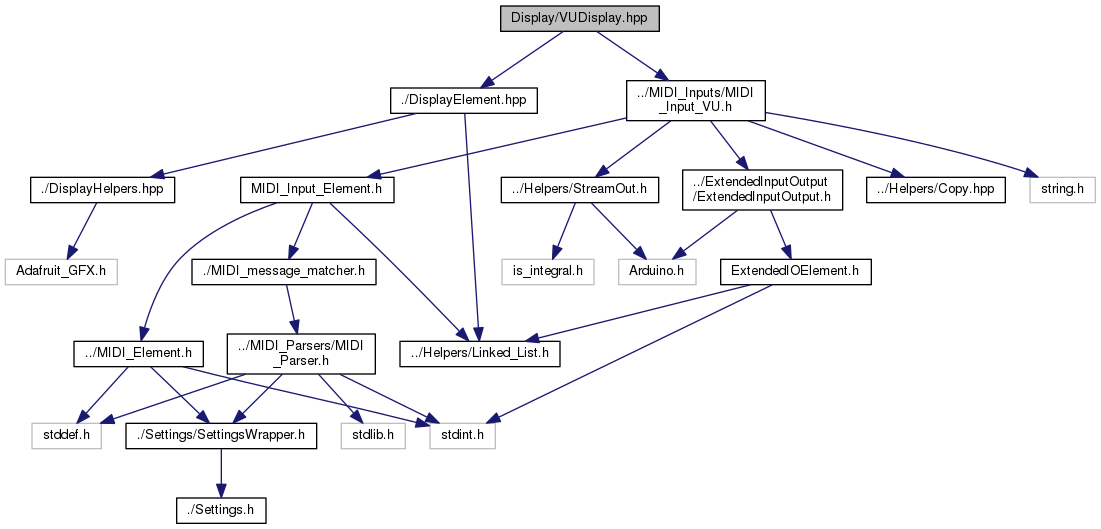 Display/VUDisplay.hpp
./DisplayElement.hpp
../MIDI_Inputs/MIDI
_Input_VU.h
./DisplayHelpers.hpp
MIDI_Input_Element.h
../Helpers/StreamOut.h
../ExtendedInputOutput
/ExtendedInputOutput.h
../Helpers/Copy.hpp
string.h
Adafruit_GFX.h
./MIDI_message_matcher.h
is_integral.h
Arduino.h
ExtendedIOElement.h
../MIDI_Element.h
../MIDI_Parsers/MIDI
_Parser.h
../Helpers/Linked_List.h
stddef.h
./Settings/SettingsWrapper.h
stdlib.h
stdint.h
./Settings.h